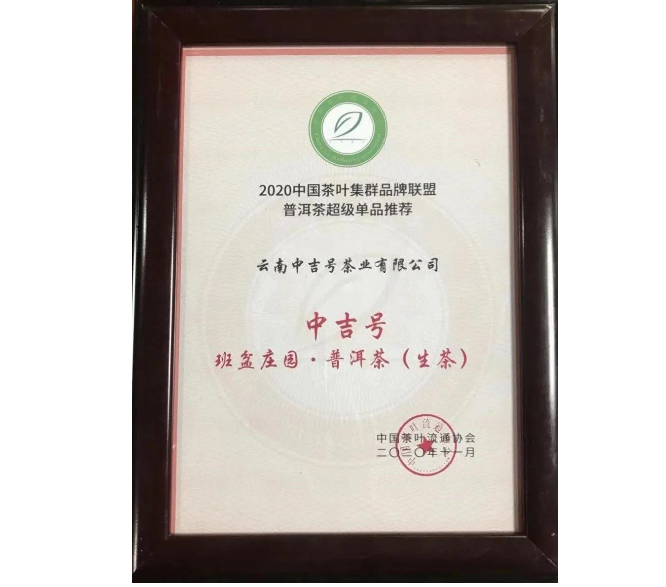 2020中国茶叶集群品牌联盟
普洱茶超级单品推荐
云南中吉号茶业有限公司
中吉号
班盆庄园·普洱茶（生茶）
中国茶叶流通协会
二〇二〇年十一月